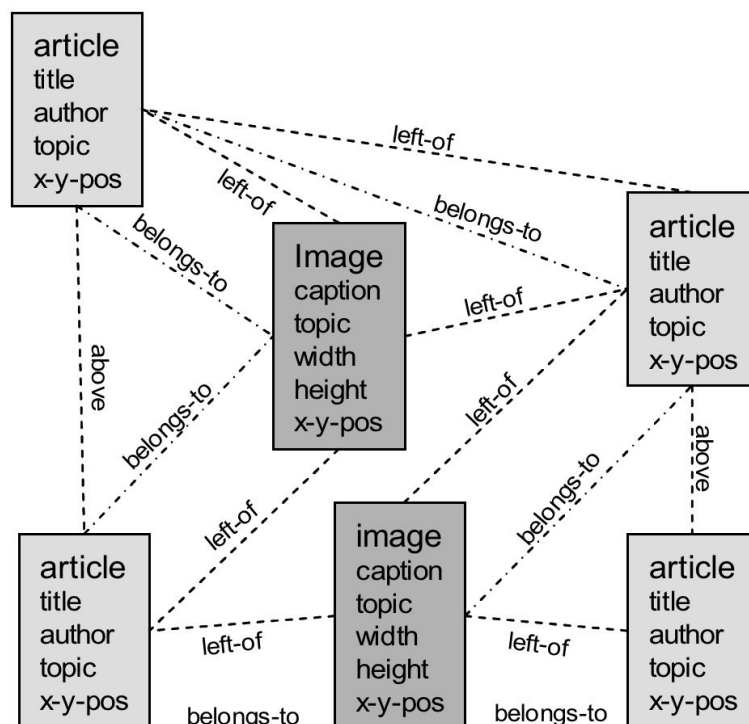 article
title
author
topic
x-y-pos
left-of
left-of
belongs-to
belongs-to
Image
caption
topic
width
height
x-y-pos
left-of
article
title
author
topic
x-y-pos
above
belongs-to
left-of
left-of
belongs-to
above
article
title
author
topic
x-y-pos
left-of
image
caption
topic
width
height
x-y-pos
left-of
article
title
author
topic
x-y-pos
belongs-to
belongs-to